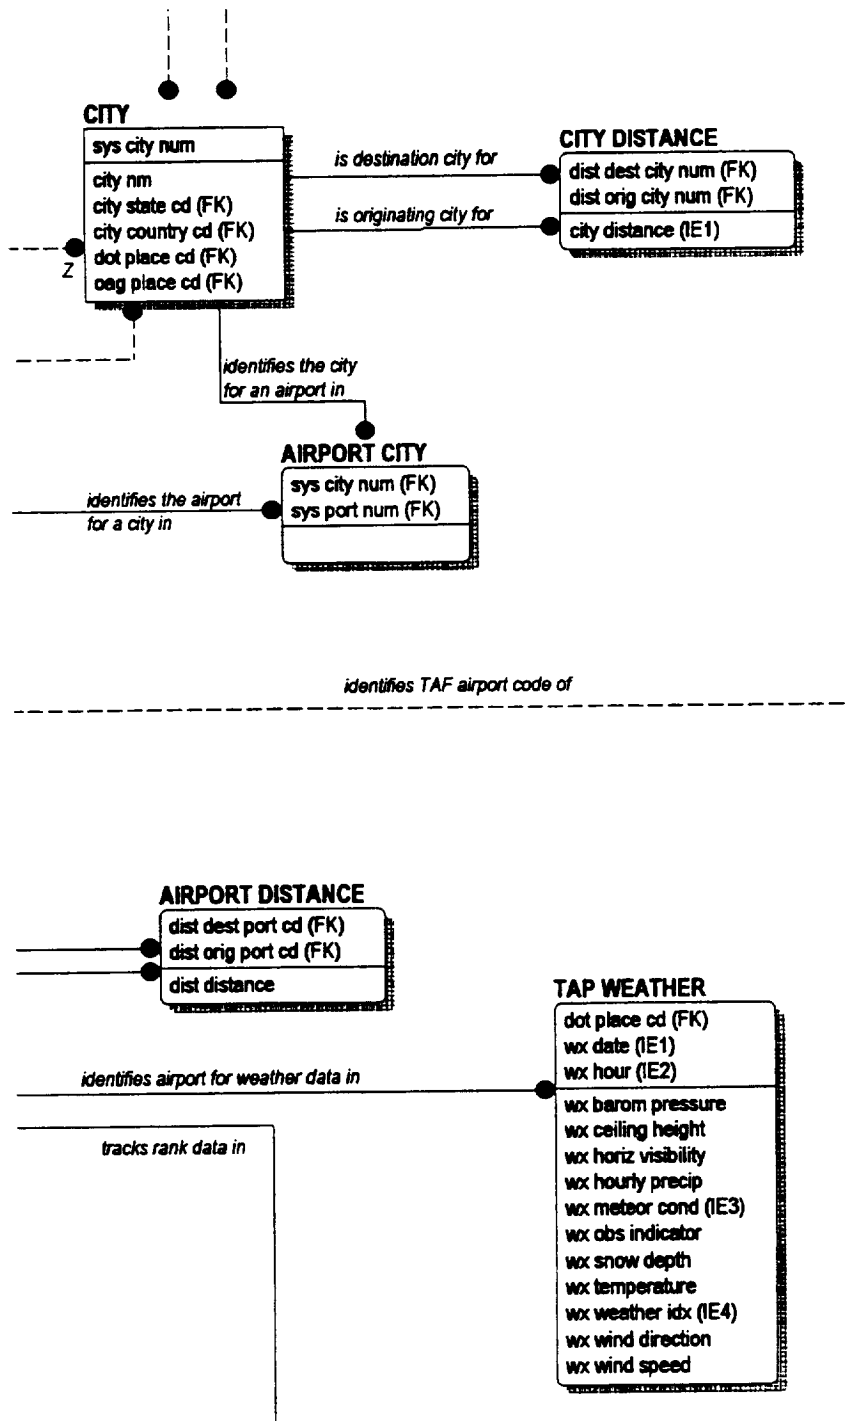 CITY
sys city num
city nm
city state cd (FK)
city country cd (FK)
dot place cd (FK)
oag place cd (FK)
Z
is destination city for
is originating city for
CITY DISTANCE
dist dest city num (FK)
dist orig city num (FK)
city distance (IE1)
identifies the city
for an airport in
AIRPORT CITY
sys city num (FK)
sys port num (FK)
identifies the airport
for a city in
identifies TAF airport code of
AIRPORT DISTANCE
dist dest port cd (FK)
dist orig port cd (FK)
dist distance
TAP WEATHER
dot place cd (FK)
wx date (IE1)
wx hour (IE2)
wx barom pressure
wx ceiling height
wx horiz visibility
wx hourly precip
wx meteor cond (IE3)
wx obs indicator
wx snow depth
wx temperature
wx weather idx (IE4)
wx wind direction
wx wind speed
identifies airport for weather data in
tracks rank data in